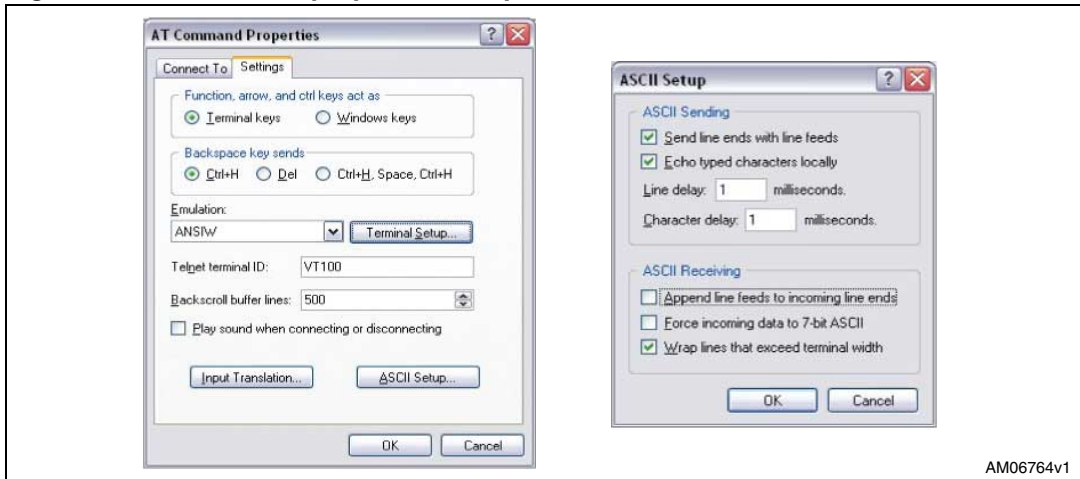 AT Command Properties
Connect To
Settings
Function, arrow, and ctrl keys act as
Terminal keys
Windows keys
Backspace key sends
Ctrl+H
Del
Ctrl+H, Space, Ctrl+H
Emulation:
ANSIW
Terminal Setup...
Telnet terminal ID:
VT100
Backscroll buffer lines:
500
Play sound when connecting or disconnecting
Input Translation...
ASCII Setup...
OK
Cancel
ASCII Setup
ASCII Sending
Send line ends with line feeds
Echo typed characters locally
Line delay: 1 milliseconds.
Character delay: 1 milliseconds.
ASCII Receiving
Append line feeds to incoming line ends
Force incoming data to 7-bit ASCII
Wrap lines that exceed terminal width
OK
Cancel
AM06764v1